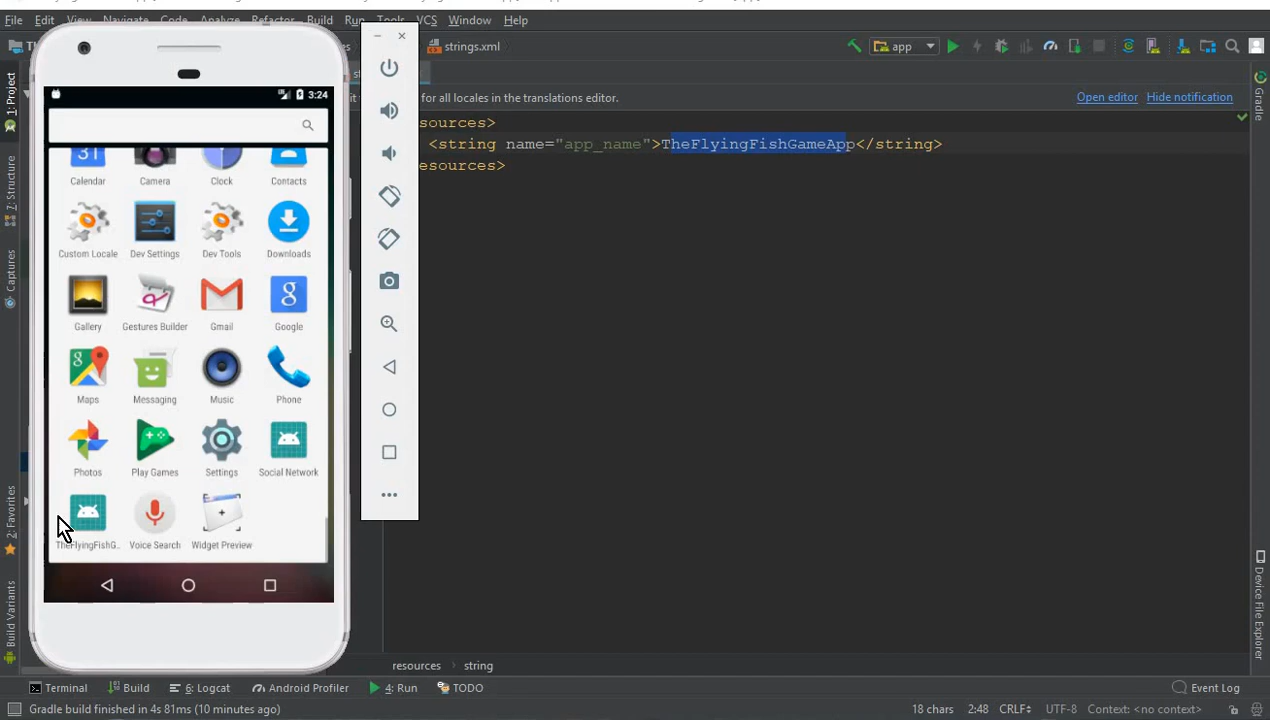 File Edit View Navigate Code Analyze Refactor Build Run Tools VCS Window Help
strings.xml
app
for all locales in the translations editor.
Open editor Hide notification
sources>
<string name="app_name">TheFlyingFishGameApp</string>
esources>
3:24
31
Calendar Camera Clock Contacts
Custom Locale Dev Settings Dev Tools Downloads
Gallery Gestures Builder Gmail Google
Maps Messaging Music Phone
Photos Play Games Settings Social Network
TheFlyingFishG.. Voice Search Widget Preview
1: Project
7: Structure
Captures
2: Favorites
Build Variants
Gradle
Device File Explorer
resources string
Terminal Build 6: Logcat Android Profiler 4: Run TODO Event Log
Gradle build finished in 4s 81ms (10 minutes ago) 18 chars 2:48 CRLF UTF-8 Context: <no context>